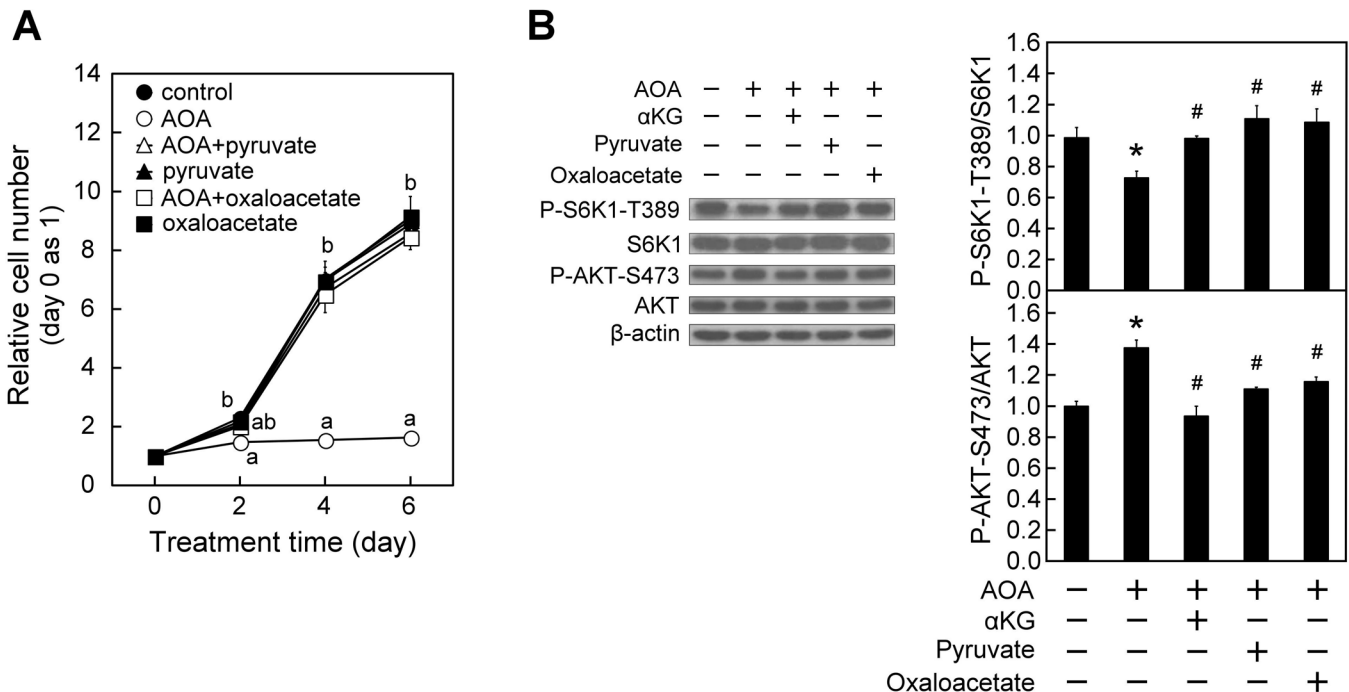 A
Relative cell number
(day 0 as 1)
14
12
10
8
6
4
2
0
control
AOA
AOA+pyruvate
pyruvate
AOA+oxaloacetate
oxaloacetate
b
ab
a
b
a
b
a
0 2 4 6
Treatment time (day)
B
AOA − + + + +
αKG − − + − −
Pyruvate − − − + −
Oxaloacetate − − − − +
P-S6K1-T389
S6K1
P-AKT-S473
AKT
β-actin
P-S6K1-T389/S6K1
1.6
1.4
1.2
1.0
0.8
0.6
0.4
0.2
0.0
* # # #
P-AKT-S473/AKT
1.6
1.4
1.2
1.0
0.8
0.6
0.4
0.2
0.0
* # # #
AOA − + + + +
αKG − − + − −
Pyruvate − − − + −
Oxaloacetate − − − − +